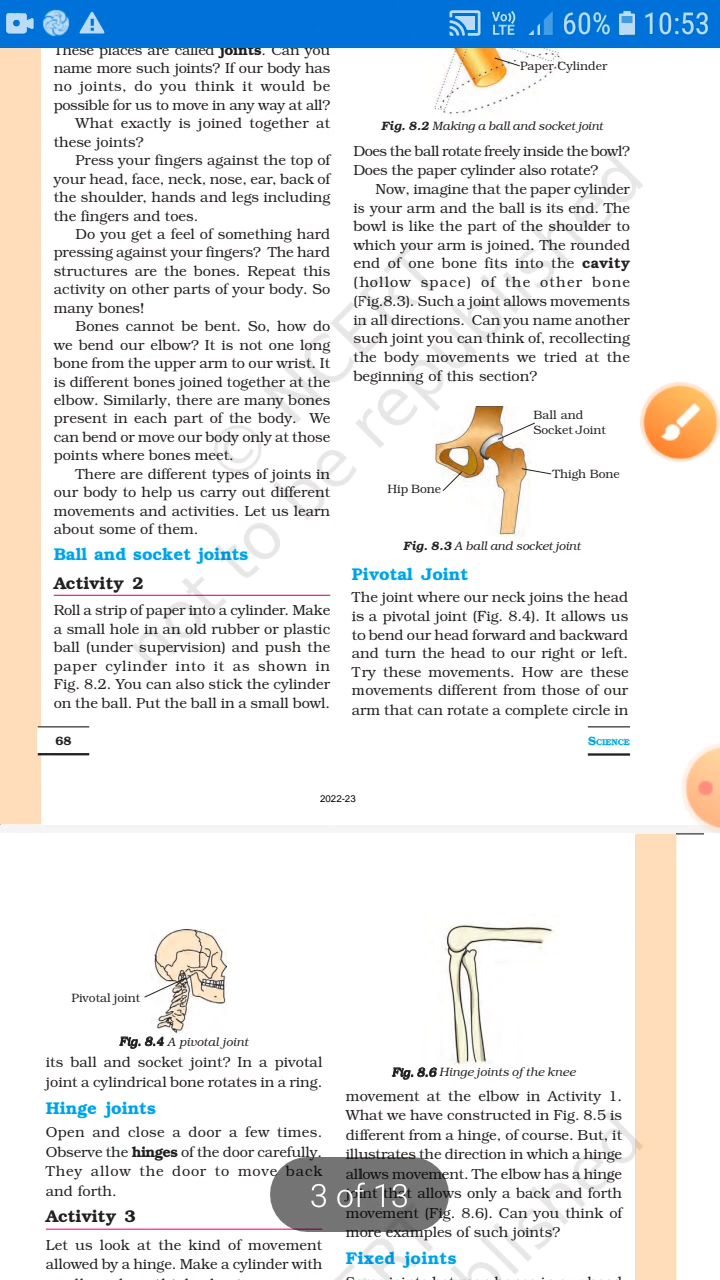 Vo))
LTE
60%
10:53
These places are called joints. Can you
name more such joints? If our body has
no joints, do you think it would be
possible for us to move in any way at all?
What exactly is joined together at
these joints?
Press your fingers against the top of
your head, face, neck, nose, ear, back of
the shoulder, hands and legs including
the fingers and toes.
Do you get a feel of something hard
pressing against your fingers? The hard
structures are the bones. Repeat this
activity on other parts of your body. So
many bones!
Bones cannot be bent. So, how do
we bend our elbow? It is not one long
bone from the upper arm to our wrist. It
is different bones joined together at the
elbow. Similarly, there are many bones
present in each part of the body. We
can bend or move our body only at those
points where bones meet.
There are different types of joints in
our body to help us carry out different
movements and activities. Let us learn
about some of them.
Ball and socket joints
Activity 2
Roll a strip of paper into a cylinder. Make
a small hole in an old rubber or plastic
ball (under supervision) and push the
paper cylinder into it as shown in
Fig. 8.2. You can also stick the cylinder
on the ball. Put the ball in a small bowl.
Paper Cylinder
Fig. 8.2 Making a ball and socket joint
Does the ball rotate freely inside the bowl?
Does the paper cylinder also rotate?
Now, imagine that the paper cylinder
is your arm and the ball is its end. The
bowl is like the part of the shoulder to
which your arm is joined. The rounded
end of one bone fits into the cavity
(hollow space) of the other bone
(Fig.8.3). Such a joint allows movements
in all directions. Can you name another
such joint you can think of, recollecting
the body movements we tried at the
beginning of this section?
Ball and
Socket Joint
Thigh Bone
Hip Bone
Fig. 8.3 A ball and socket joint
Pivotal Joint
The joint where our neck joins the head
is a pivotal joint (Fig. 8.4). It allows us
to bend our head forward and backward
and turn the head to our right or left.
Try these movements. How are these
movements different from those of our
arm that can rotate a complete circle in
© NCERT
not to be republished
68
SCIENCE
2022-23
Pivotal joint
Fig. 8.4 A pivotal joint
its ball and socket joint? In a pivotal
joint a cylindrical bone rotates in a ring.
Hinge joints
Open and close a door a few times.
Observe the hinges of the door carefully.
They allow the door to move back
and forth.
Activity 3
Let us look at the kind of movement
allowed by a hinge. Make a cylinder with
Fig. 8.6 Hinge joints of the knee
movement at the elbow in Activity 1.
What we have constructed in Fig. 8.5 is
different from a hinge, of course. But, it
illustrates the direction in which a hinge
allows movement. The elbow has a hinge
joint that allows only a back and forth
movement (Fig. 8.6). Can you think of
more examples of such joints?
Fixed joints
3 of 13